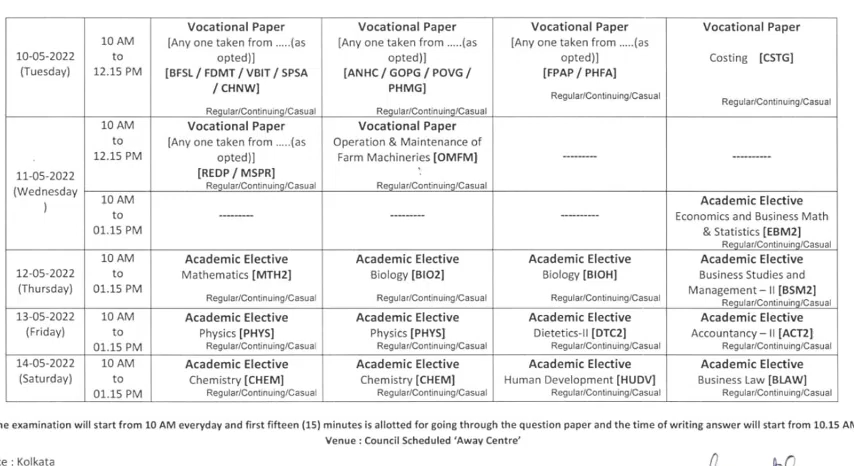 10-05-2022
(Tuesday)
10 AM
to
12.15 PM
Vocational Paper
[Any one taken from .....(as
opted)]
[BFSL / FDMT / VBIT / SPSA
/ CHNW]
Regular/Continuing/Casual
Vocational Paper
[Any one taken from .....(as
opted)]
[ANHC / GOPG / POVG /
PHMG]
Regular/Continuing/Casual
Vocational Paper
[Any one taken from .....(as
opted)]
[FPAP / PHFA]
Regular/Continuing/Casual
Vocational Paper
Costing [CSTG]
Regular/Continuing/Casual
11-05-2022
(Wednesday
)
10 AM
to
12.15 PM
Vocational Paper
[Any one taken from .....(as
opted)]
[REDP / MSPR]
Regular/Continuing/Casual
Vocational Paper
Operation & Maintenance of
Farm Machineries [OMFM]
Regular/Continuing/Casual
---------
----------
10 AM
to
01.15 PM
---------
---------
----------
Academic Elective
Economics and Business Math
& Statistics [EBM2]
Regular/Continuing/Casual
12-05-2022
(Thursday)
10 AM
to
01.15 PM
Academic Elective
Mathematics [MTH2]
Regular/Continuing/Casual
Academic Elective
Biology [BIO2]
Regular/Continuing/Casual
Academic Elective
Biology [BIOH]
Regular/Continuing/Casual
Academic Elective
Business Studies and
Management – II [BSM2]
Regular/Continuing/Casual
13-05-2022
(Friday)
10 AM
to
01.15 PM
Academic Elective
Physics [PHYS]
Regular/Continuing/Casual
Academic Elective
Physics [PHYS]
Regular/Continuing/Casual
Academic Elective
Dietetics-II [DTC2]
Regular/Continuing/Casual
Academic Elective
Accountancy – II [ACT2]
Regular/Continuing/Casual
14-05-2022
(Saturday)
10 AM
to
01.15 PM
Academic Elective
Chemistry [CHEM]
Regular/Continuing/Casual
Academic Elective
Chemistry [CHEM]
Regular/Continuing/Casual
Academic Elective
Human Development [HUDV]
Regular/Continuing/Casual
Academic Elective
Business Law [BLAW]
Regular/Continuing/Casual
examination will start from 10 AM everyday and first fifteen (15) minutes is allotted for going through the question paper and the time of writing answer will start from 10.15 AM
Venue : Council Scheduled 'Away Centre'
: Kolkata